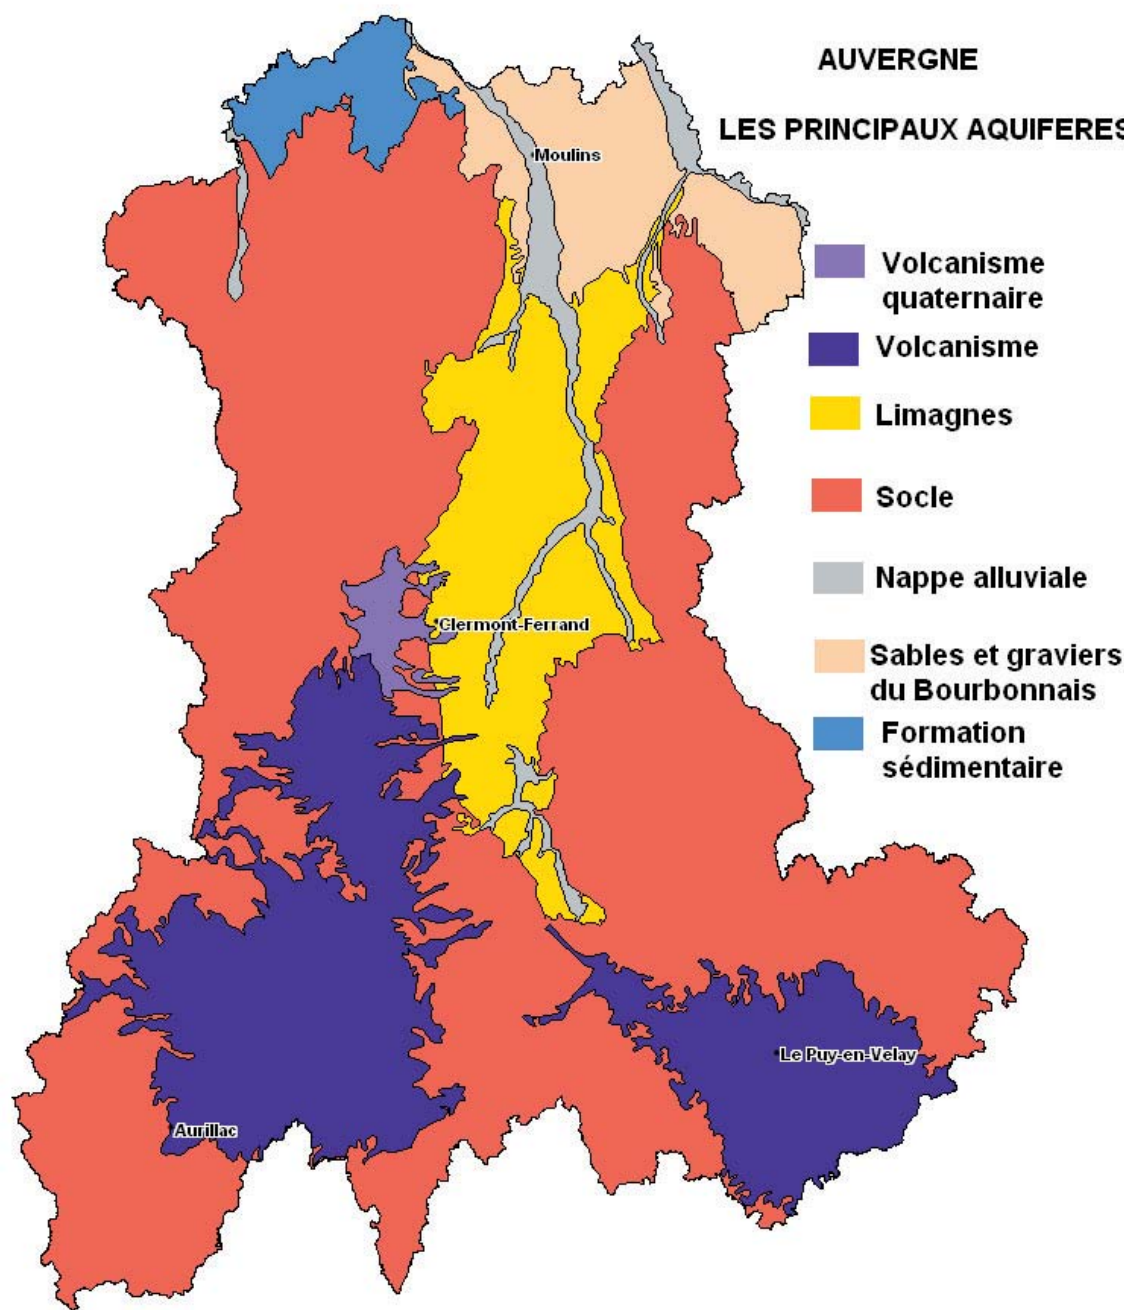 AUVERGNE
LES PRINCIPAUX AQUIFERES
Moulins
Volcanisme
quaternaire
Volcanisme
Limagnes
Socle
Nappe alluviale
Clermont-Ferrand
Sables et graviers
du Bourbonnais
Formation
sédimentaire
Le Puy-en-Velay
Aurillac